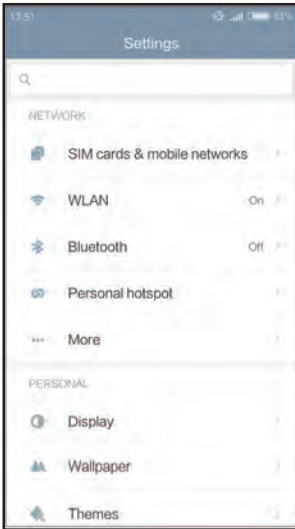 13:51
Settings
NETWORK
SIM cards & mobile networks
WLAN On
Bluetooth Off
Personal hotspot
More
PERSONAL
Display
Wallpaper
Themes